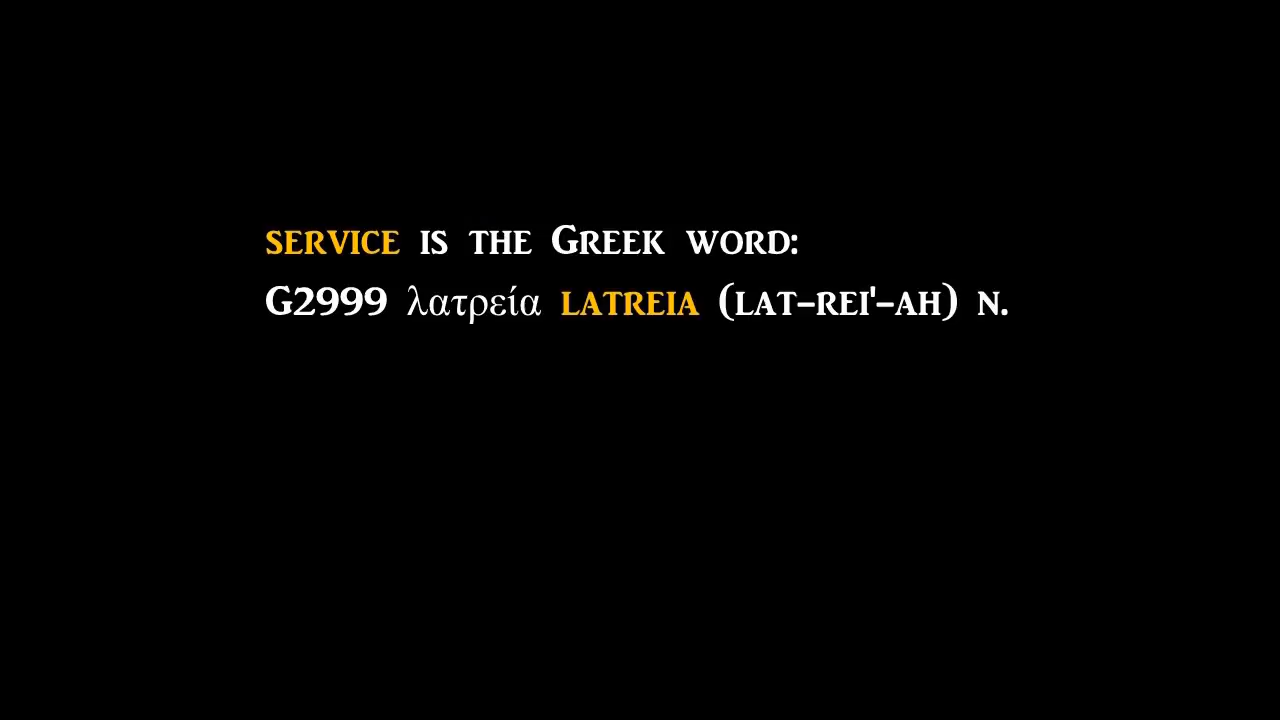 service is the Greek word:
G2999 λατρεία latreia (lat-rei'-ah) n.